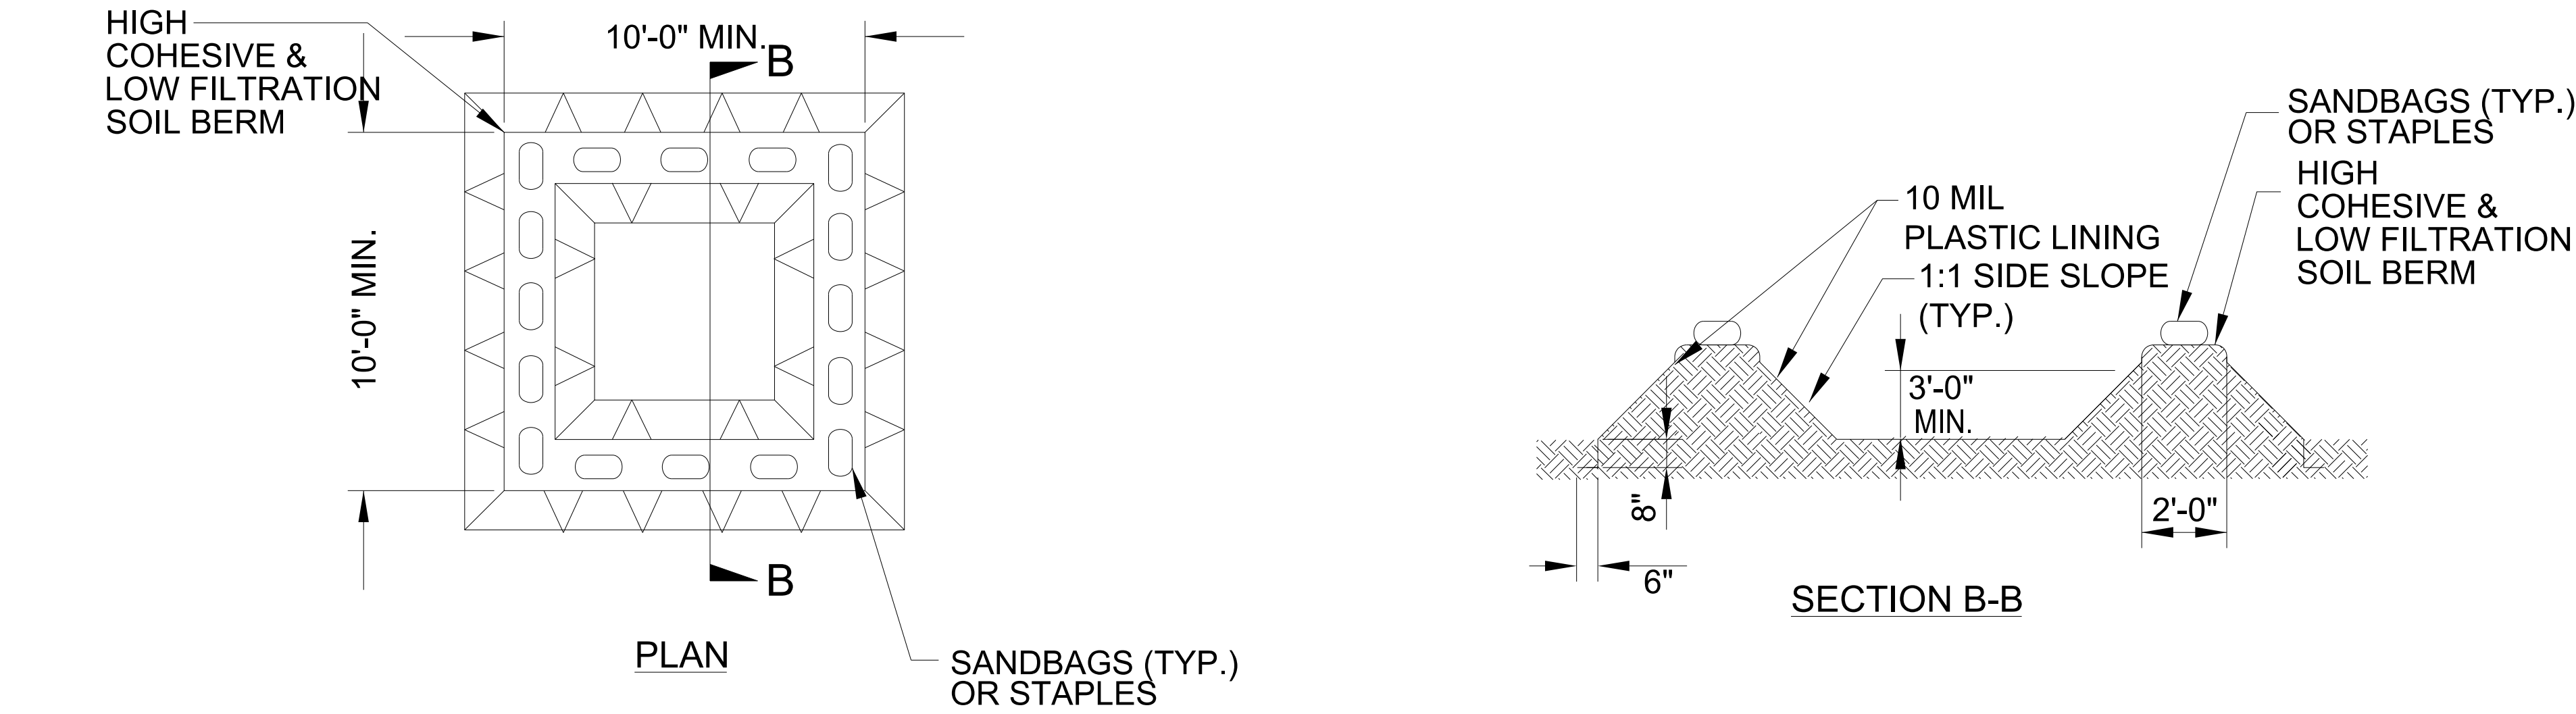 HIGH
COHESIVE &
LOW FILTRATION
SOIL BERM
10'-0" MIN.
B
10'-0" MIN.
B
PLAN
SANDBAGS (TYP.)
OR STAPLES
SANDBAGS (TYP.)
OR STAPLES
HIGH
COHESIVE &
LOW FILTRATION
SOIL BERM
10 MIL
PLASTIC LINING
1:1 SIDE SLOPE
(TYP.)
3'-0"
MIN.
8"
2'-0"
6"
SECTION B-B